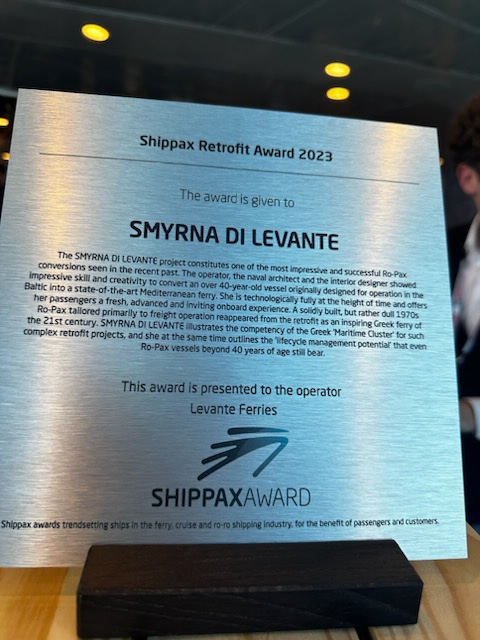 Shippax Retrofit Award 2023
The award is given to
SMYRNA DI LEVANTE
The SMYRNA DI LEVANTE project constitutes one of the most impressive and successful Ro-Pax
conversions seen in the recent past. The operator, the naval architect and the interior designer showed
impressive skill and creativity to convert an over 40-year-old vessel originally designed for operation in the
Baltic into a state-of-the-art Mediterranean ferry. She is technologically fully at the height of time and offers
her passengers a fresh, advanced and inviting onboard experience. A solidly built, but rather dull 1970s
Ro-Pax tailored primarily to freight operation reappeared from the retrofit as an inspiring Greek ferry of
the 21st century. SMYRNA DI LEVANTE illustrates the competency of the Greek 'Maritime Cluster' for such
complex retrofit projects, and she at the same time outlines the 'lifecycle management potential' that even
Ro-Pax vessels beyond 40 years of age still bear.
This award is presented to the operator
Levante Ferries
SHIPPAXAWARD
Shippax awards trendsetting ships in the ferry, cruise and ro-ro shipping industry, for the benefit of passengers and customers.